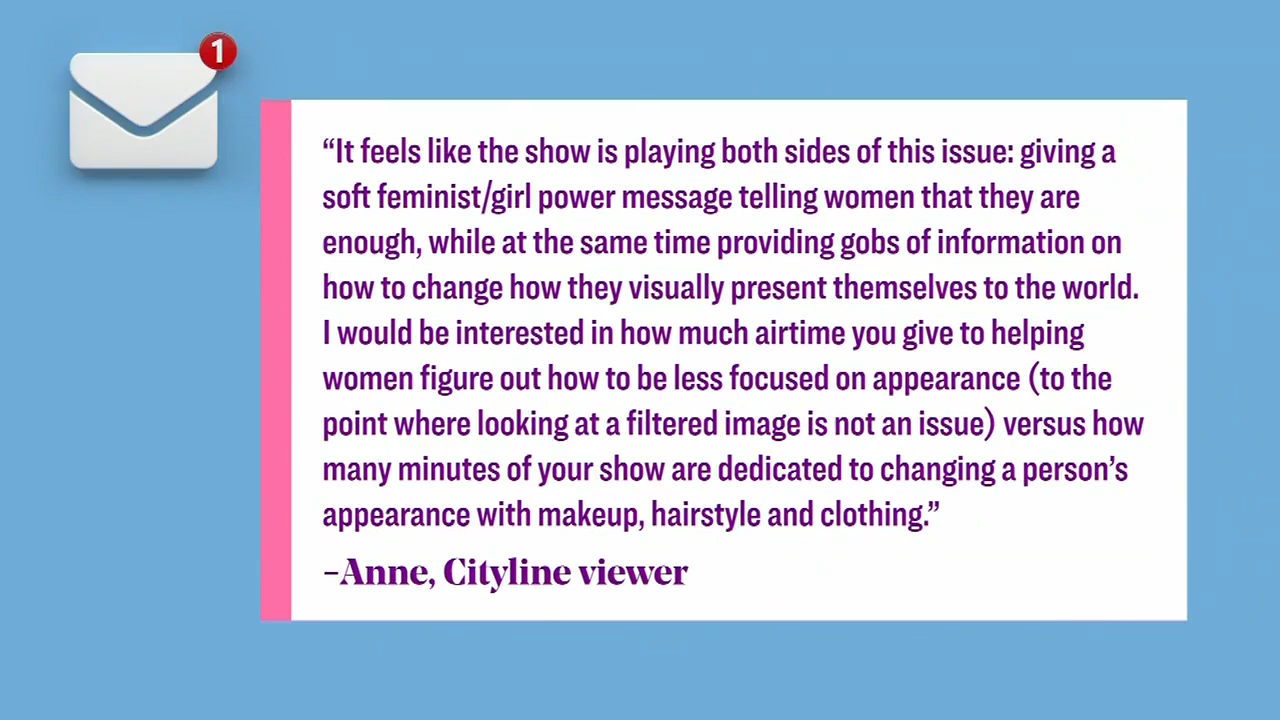 1
“It feels like the show is playing both sides of this issue: giving a
soft feminist/girl power message telling women that they are
enough, while at the same time providing gobs of information on
how to change how they visually present themselves to the world.
I would be interested in how much airtime you give to helping
women figure out how to be less focused on appearance (to the
point where looking at a filtered image is not an issue) versus how
many minutes of your show are dedicated to changing a person’s
appearance with makeup, hairstyle and clothing.”
–Anne, Cityline viewer